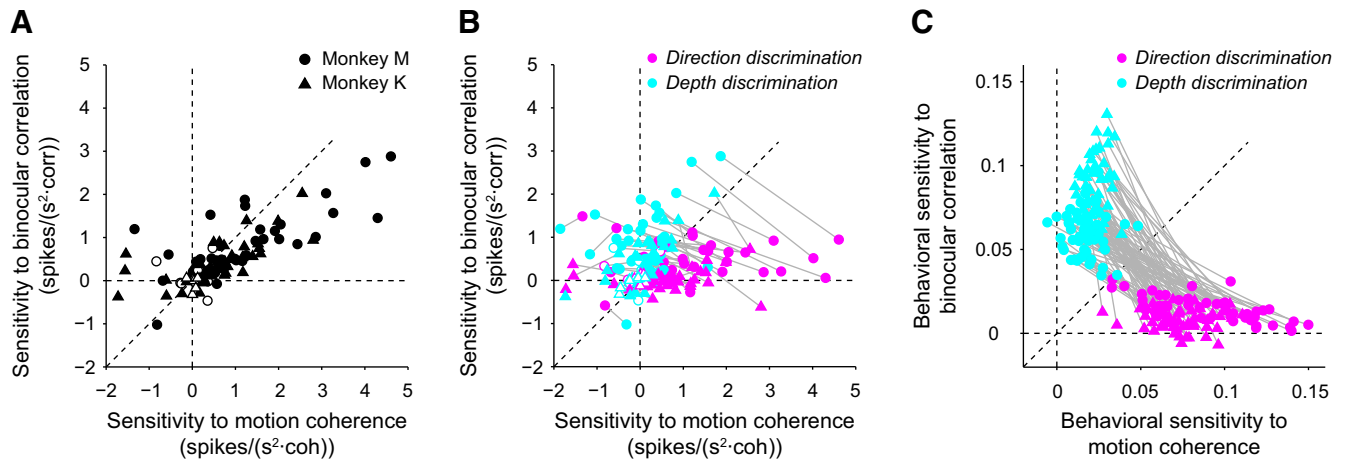 A
Sensitivity to binocular correlation
(spikes/(s²·corr))
5
4
3
2
1
0
−1
−2
−2 −1 0 1 2 3 4 5
Sensitivity to motion coherence
(spikes/(s²·coh))
Monkey M
Monkey K
B
Sensitivity to binocular correlation
(spikes/(s²·corr))
5
4
3
2
1
0
−1
−2
−2 −1 0 1 2 3 4 5
Sensitivity to motion coherence
(spikes/(s²·coh))
Direction discrimination
Depth discrimination
C
Behavioral sensitivity to
binocular correlation
0.15
0.1
0.05
0
0 0.05 0.1 0.15
Behavioral sensitivity to
motion coherence
Direction discrimination
Depth discrimination